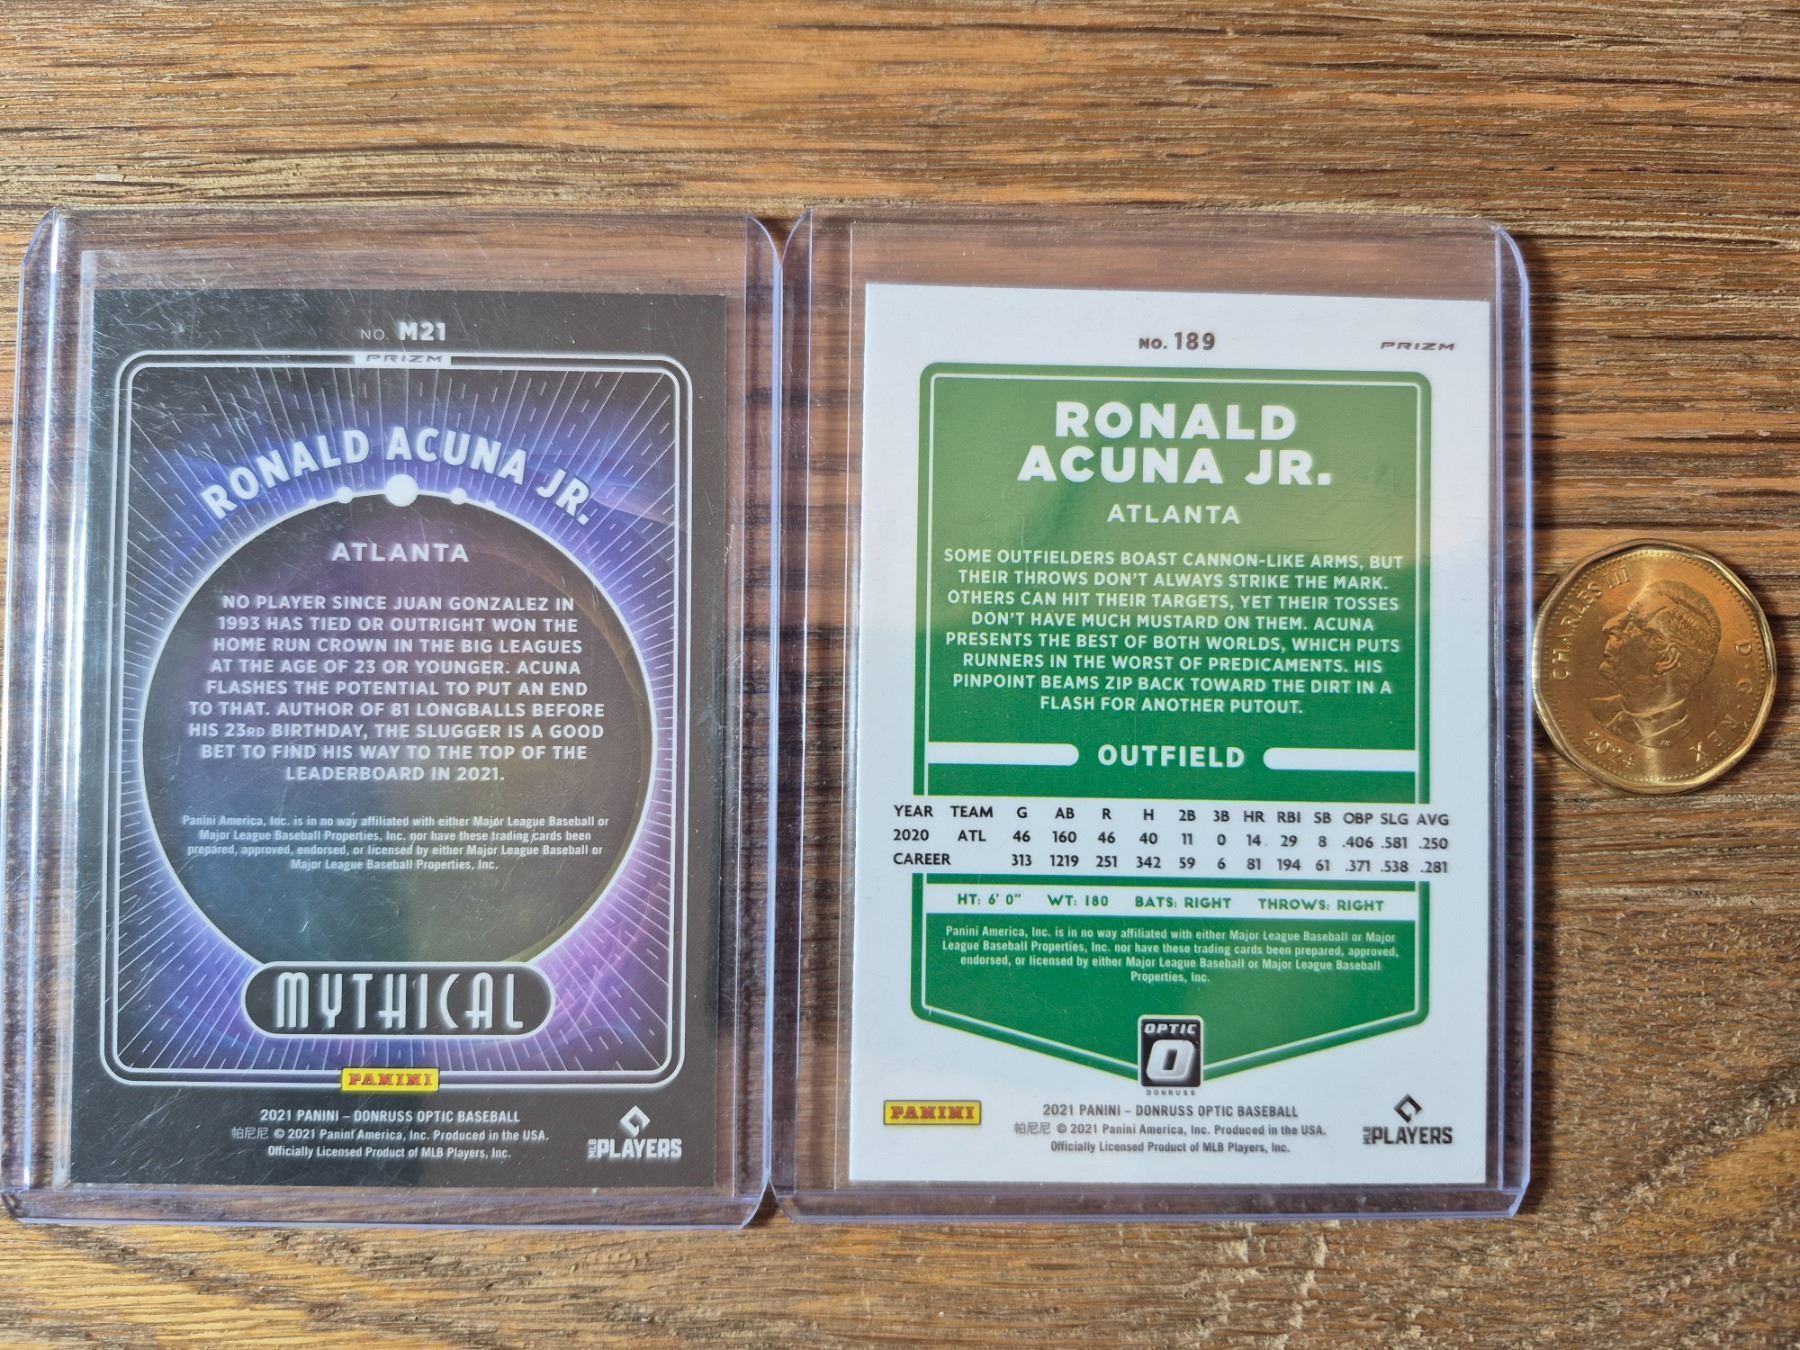 NO. M21
PRIZM
RONALD ACUNA JR.
ATLANTA
NO PLAYER SINCE JUAN GONZALEZ IN
1993 HAS TIED OR OUTRIGHT WON THE
HOME RUN CROWN IN THE BIG LEAGUES
AT THE AGE OF 23 OR YOUNGER. ACUNA
FLASHES THE POTENTIAL TO PUT AN END
TO THAT. AUTHOR OF 81 LONGBALLS BEFORE
HIS 23RD BIRTHDAY, THE SLUGGER IS A GOOD
BET TO FIND HIS WAY TO THE TOP OF THE
LEADERBOARD IN 2021.
Panini America, Inc. is in no way affiliated with either Major League Baseball or
Major League Baseball Properties, Inc. nor have these trading cards been
prepared, approved, endorsed, or licensed by either Major League Baseball or
Major League Baseball Properties, Inc.
MYTHICAL
PANINI
2021 PANINI – DONRUSS OPTIC BASEBALL
帕尼尼 © 2021 Panini America, Inc. Produced in the USA.
Officially Licensed Product of MLB Players, Inc.
MLB PLAYERS
NO. 189
PRIZM
RONALD
ACUNA JR.
ATLANTA
SOME OUTFIELDERS BOAST CANNON-LIKE ARMS, BUT
THEIR THROWS DON'T ALWAYS STRIKE THE MARK.
OTHERS CAN HIT THEIR TARGETS, YET THEIR TOSSES
DON'T HAVE MUCH MUSTARD ON THEM. ACUNA
PRESENTS THE BEST OF BOTH WORLDS, WHICH PUTS
RUNNERS IN THE WORST OF PREDICAMENTS. HIS
PINPOINT BEAMS ZIP BACK TOWARD THE DIRT IN A
FLASH FOR ANOTHER PUTOUT.
OUTFIELD
YEAR TEAM G AB R H 2B 3B HR RBI SB OBP SLG AVG
2020 ATL 46 160 46 40 11 0 14 29 8 .406 .581 .250
CAREER 313 1219 251 342 59 6 81 194 61 .371 .538 .281
HT: 6' 0" WT: 180 BATS: RIGHT THROWS: RIGHT
Panini America, Inc. is in no way affiliated with either Major League Baseball or Major
League Baseball Properties, Inc. nor have these trading cards been prepared, approved,
endorsed, or licensed by either Major League Baseball or Major League Baseball
Properties, Inc.
OPTIC
O
DONRUSS
PANINI
2021 PANINI – DONRUSS OPTIC BASEBALL
帕尼尼 © 2021 Panini America, Inc. Produced in the USA.
Officially Licensed Product of MLB Players, Inc.
MLB PLAYERS
CHARLES III D·G·REX
2024